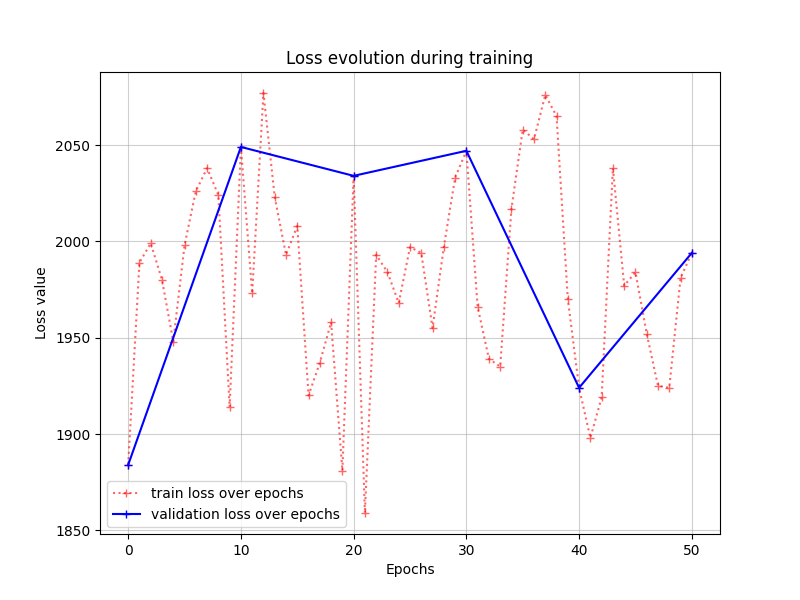 Loss evolution during training
Loss value
2050
2000
1950
1900
1850
train loss over epochs
validation loss over epochs
0 10 20 30 40 50
Epochs